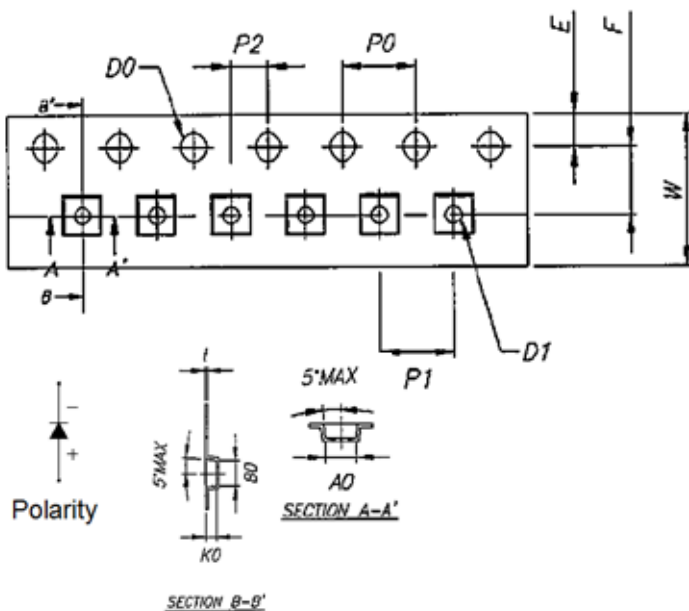 P2
P0
E
F
D0
B'
W
A
A'
B
D1
P1
t
5°MAX
5°MAX
B0
A0
K0
Polarity
-
+
SECTION A-A'
SECTION B-B'